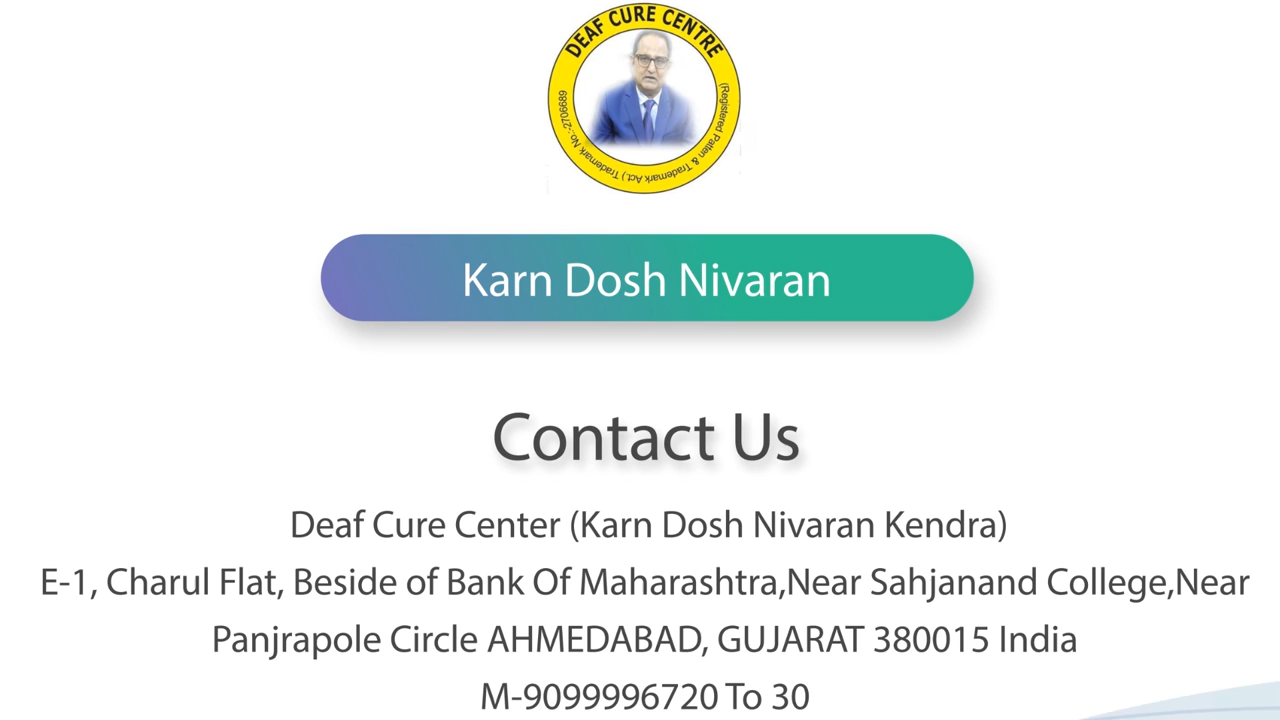 DEAF CURE CENTRE
(Registered Patten & Trademark Act.) Trademark No.:-2706689
Karn Dosh Nivaran
Contact Us
Deaf Cure Center (Karn Dosh Nivaran Kendra)
E-1, Charul Flat, Beside of Bank Of Maharashtra,Near Sahjanand College,Near
Panjrapole Circle AHMEDABAD, GUJARAT 380015 India
M-9099996720 To 30